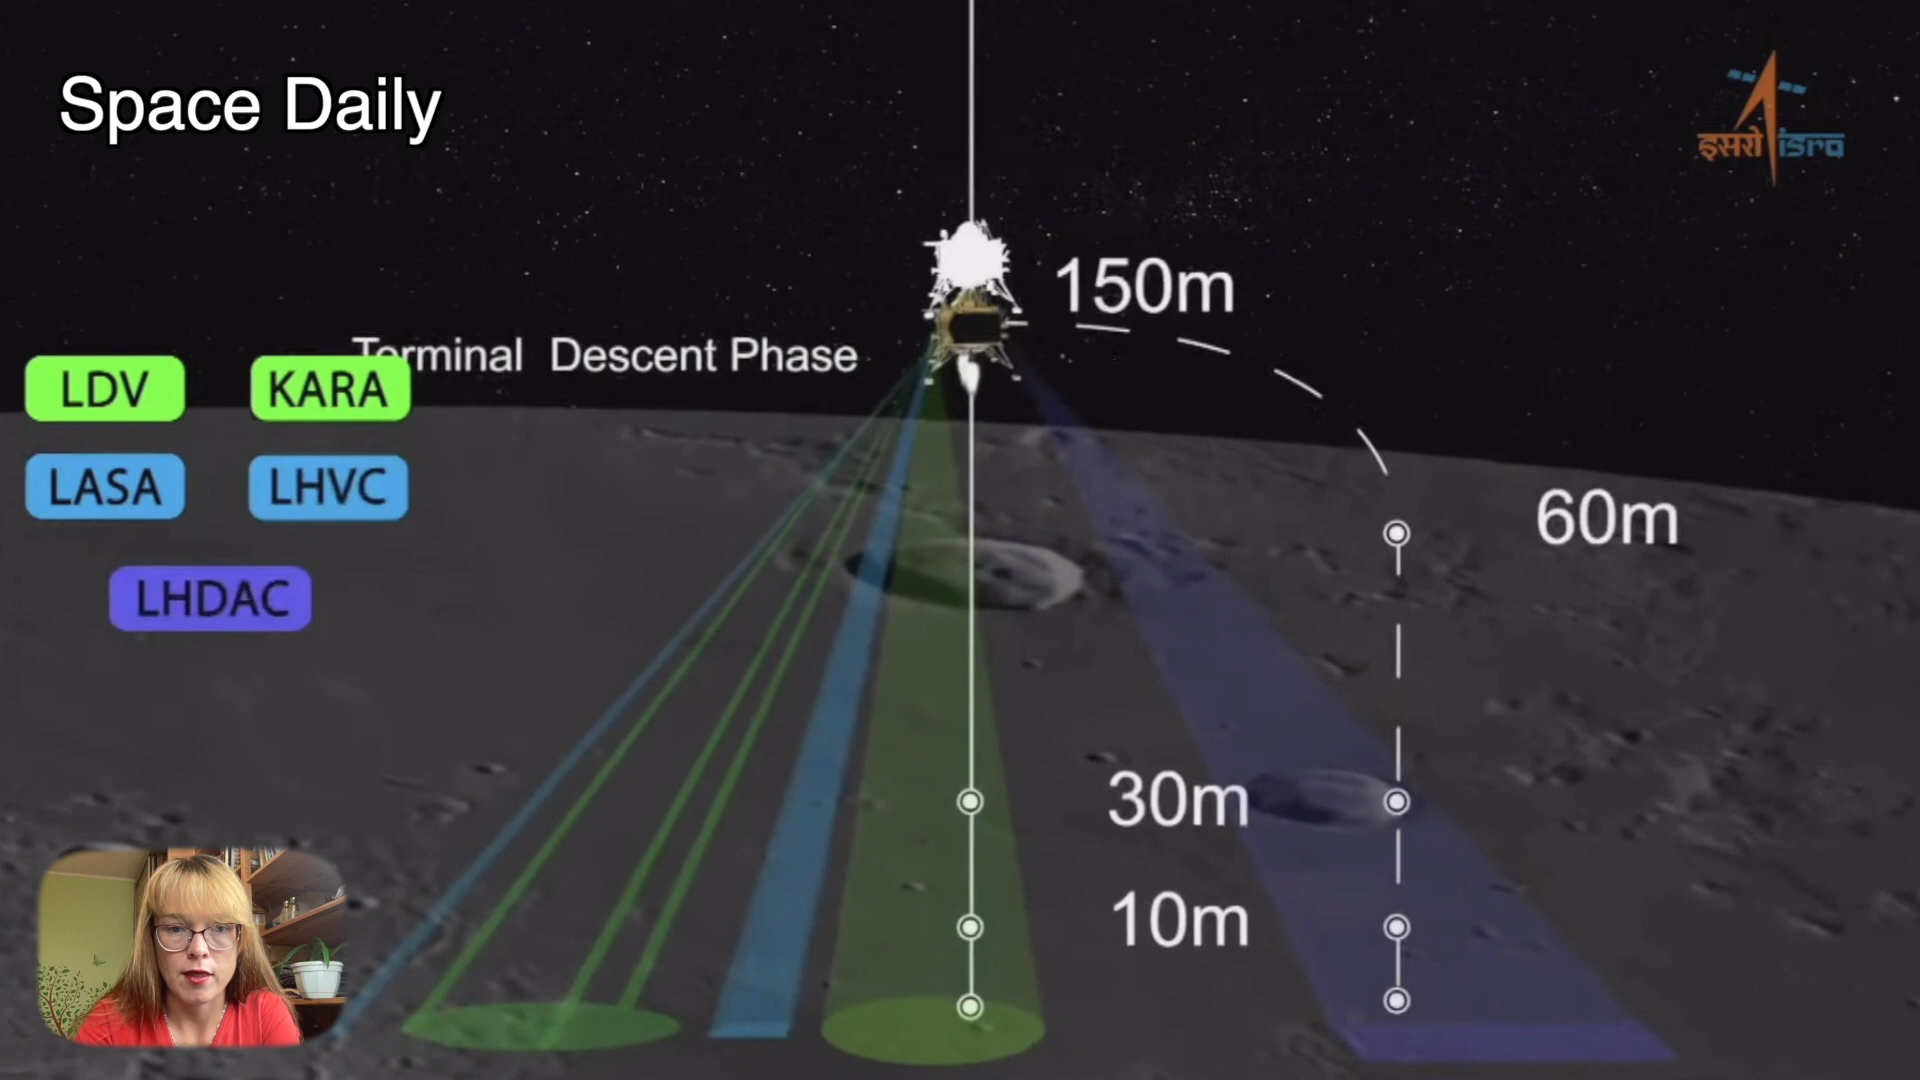 Space Daily
इसरो isro
150m
Terminal Descent Phase
LDV
KARA
LASA
LHVC
60m
LHDAC
30m
10m